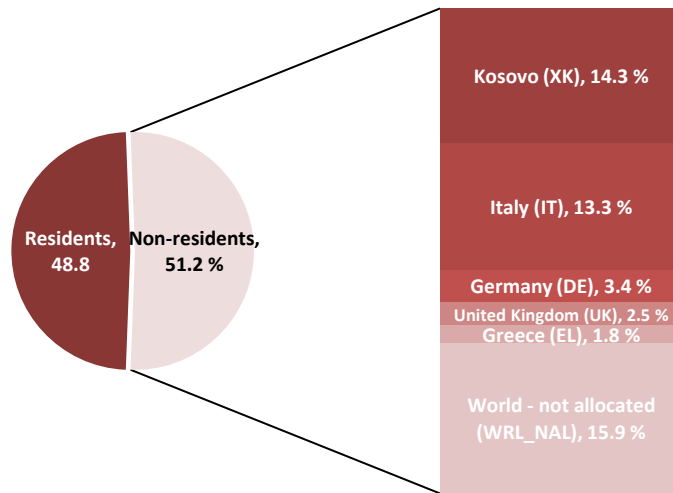 Residents,
48.8
Non-residents,
51.2 %
Kosovo (XK), 14.3 %
Italy (IT), 13.3 %
Germany (DE), 3.4 %
United Kingdom (UK), 2.5 %
Greece (EL), 1.8 %
World - not allocated
(WRL_NAL), 15.9 %